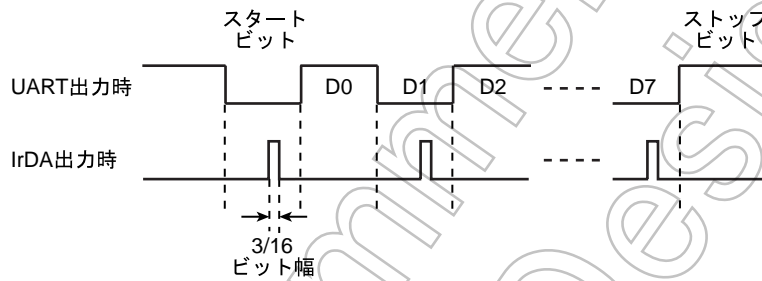 スタート
ビット
ストップ
ビット
UART出力時
D0
D1
D2
D7
IrDA出力時
3/16
ビット幅